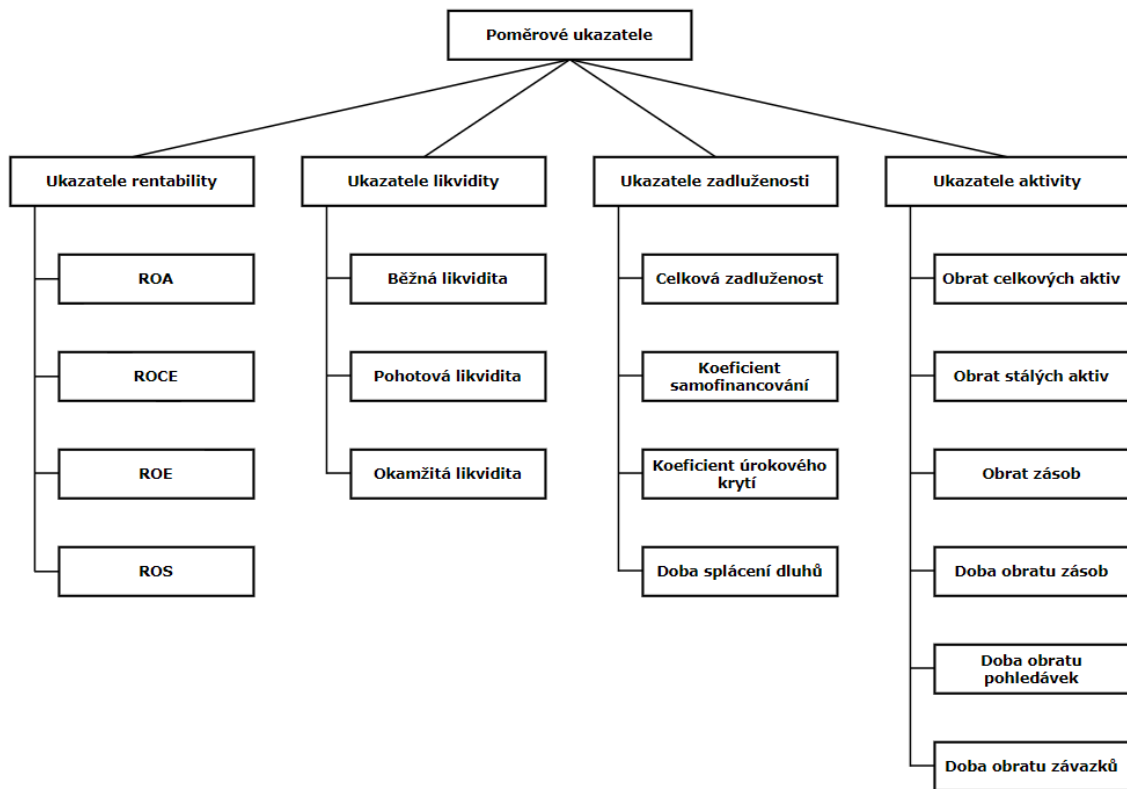 Poměrové ukazatele
Ukazatele rentability
Ukazatele likvidity
Ukazatele zadluženosti
Ukazatele aktivity
ROA
ROCE
ROE
ROS
Běžná likvidita
Pohotová likvidita
Okamžitá likvidita
Celková zadluženost
Koeficient
samofinancování
Koeficient úrokového
krytí
Doba splácení dluhů
Obrat celkových aktiv
Obrat stálých aktiv
Obrat zásob
Doba obratu zásob
Doba obratu
pohledávek
Doba obratu závazků